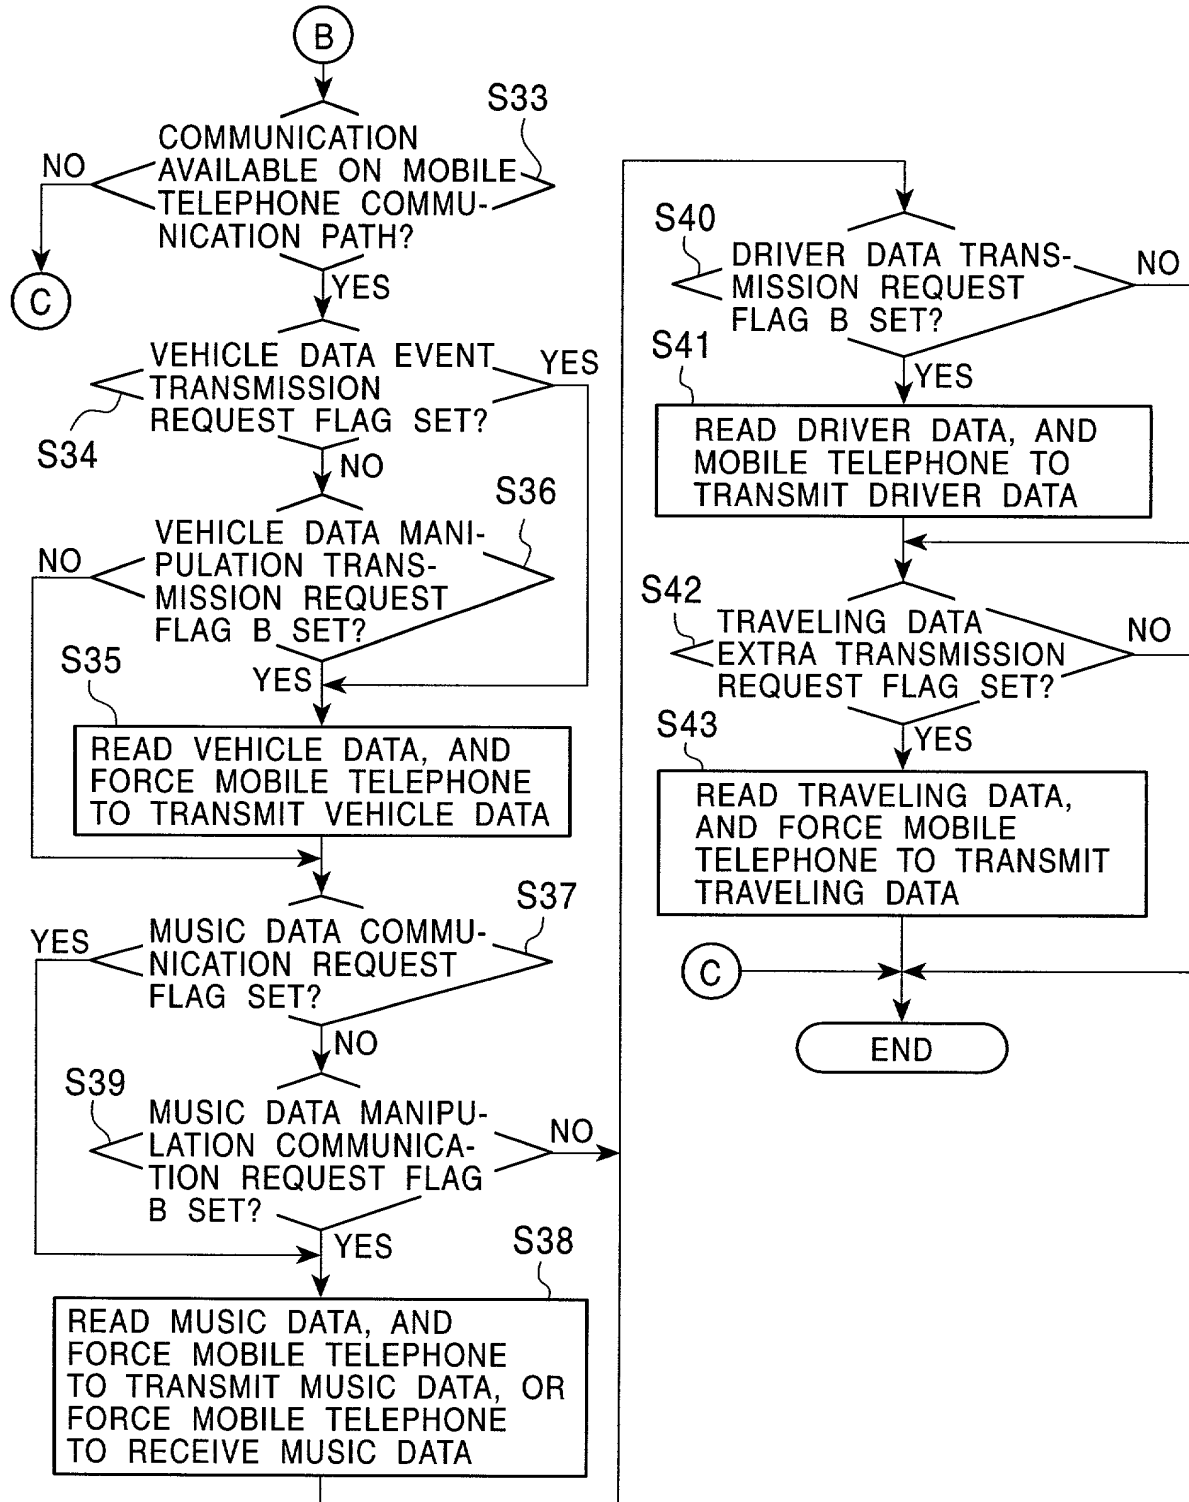 B
S33
COMMUNICATION
AVAILABLE ON MOBILE
TELEPHONE COMMU-
NICATION PATH?
NO
C
YES
VEHICLE DATA EVENT
TRANSMISSION
REQUEST FLAG SET?
YES
S34
NO
S36
VEHICLE DATA MANI-
PULATION TRANS-
MISSION REQUEST
FLAG B SET?
NO
S35
YES
READ VEHICLE DATA, AND
FORCE MOBILE TELEPHONE
TO TRANSMIT VEHICLE DATA
S37
MUSIC DATA COMMU-
NICATION REQUEST
FLAG SET?
YES
NO
S39
MUSIC DATA MANIPU-
LATION COMMUNICA-
TION REQUEST FLAG
B SET?
NO
YES
S38
READ MUSIC DATA, AND
FORCE MOBILE TELEPHONE
TO TRANSMIT MUSIC DATA, OR
FORCE MOBILE TELEPHONE
TO RECEIVE MUSIC DATA
S40
DRIVER DATA TRANS-
MISSION REQUEST
FLAG B SET?
NO
S41
YES
READ DRIVER DATA, AND
MOBILE TELEPHONE TO
TRANSMIT DRIVER DATA
S42
TRAVELING DATA
EXTRA TRANSMISSION
REQUEST FLAG SET?
NO
S43
YES
READ TRAVELING DATA,
AND FORCE MOBILE
TELEPHONE TO TRANSMIT
TRAVELING DATA
C
END